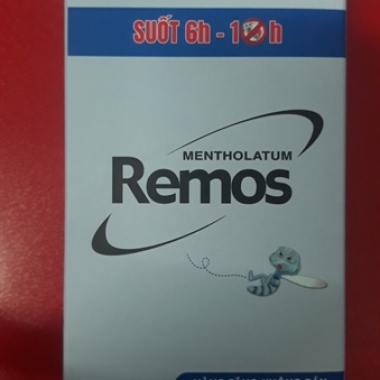 SUỐT 6h - 10h
MENTHOLATUM
Remos